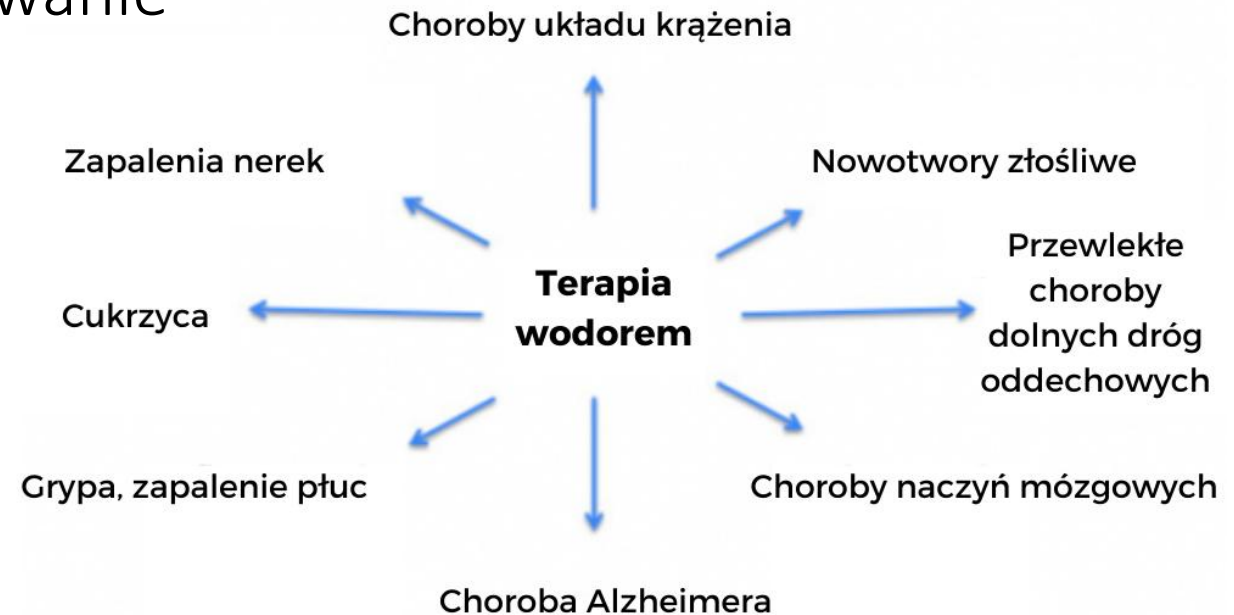 Choroby układu krążenia
Zapalenia nerek
Nowotwory złośliwe
Przewlekłe
choroby
dolnych dróg
oddechowych
Terapia
wodorem
Cukrzyca
Grypa, zapalenie płuc
Choroby naczyń mózgowych
Choroba Alzheimera